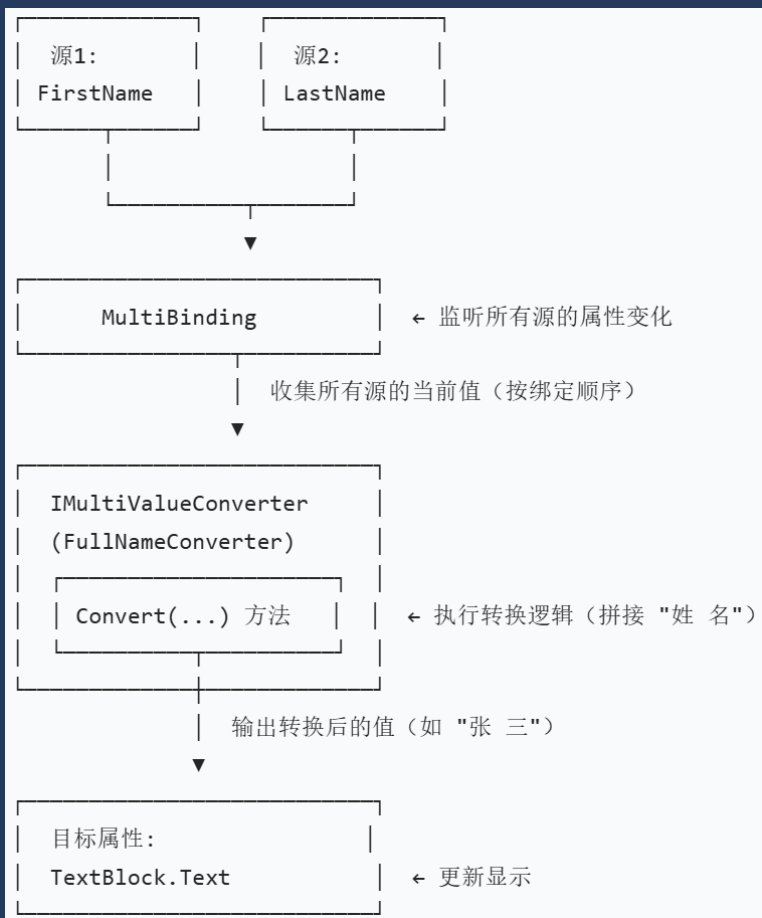 源1: 源2:
FirstName LastName
▼
MultiBinding ← 监听所有源的属性变化
收集所有源的当前值（按绑定顺序）
▼
IMultiValueConverter
(FullNameConverter)
Convert(...) 方法 ← 执行转换逻辑（拼接 "姓 名"）
输出转换后的值（如 "张 三"）
▼
目标属性:
TextBlock.Text ← 更新显示